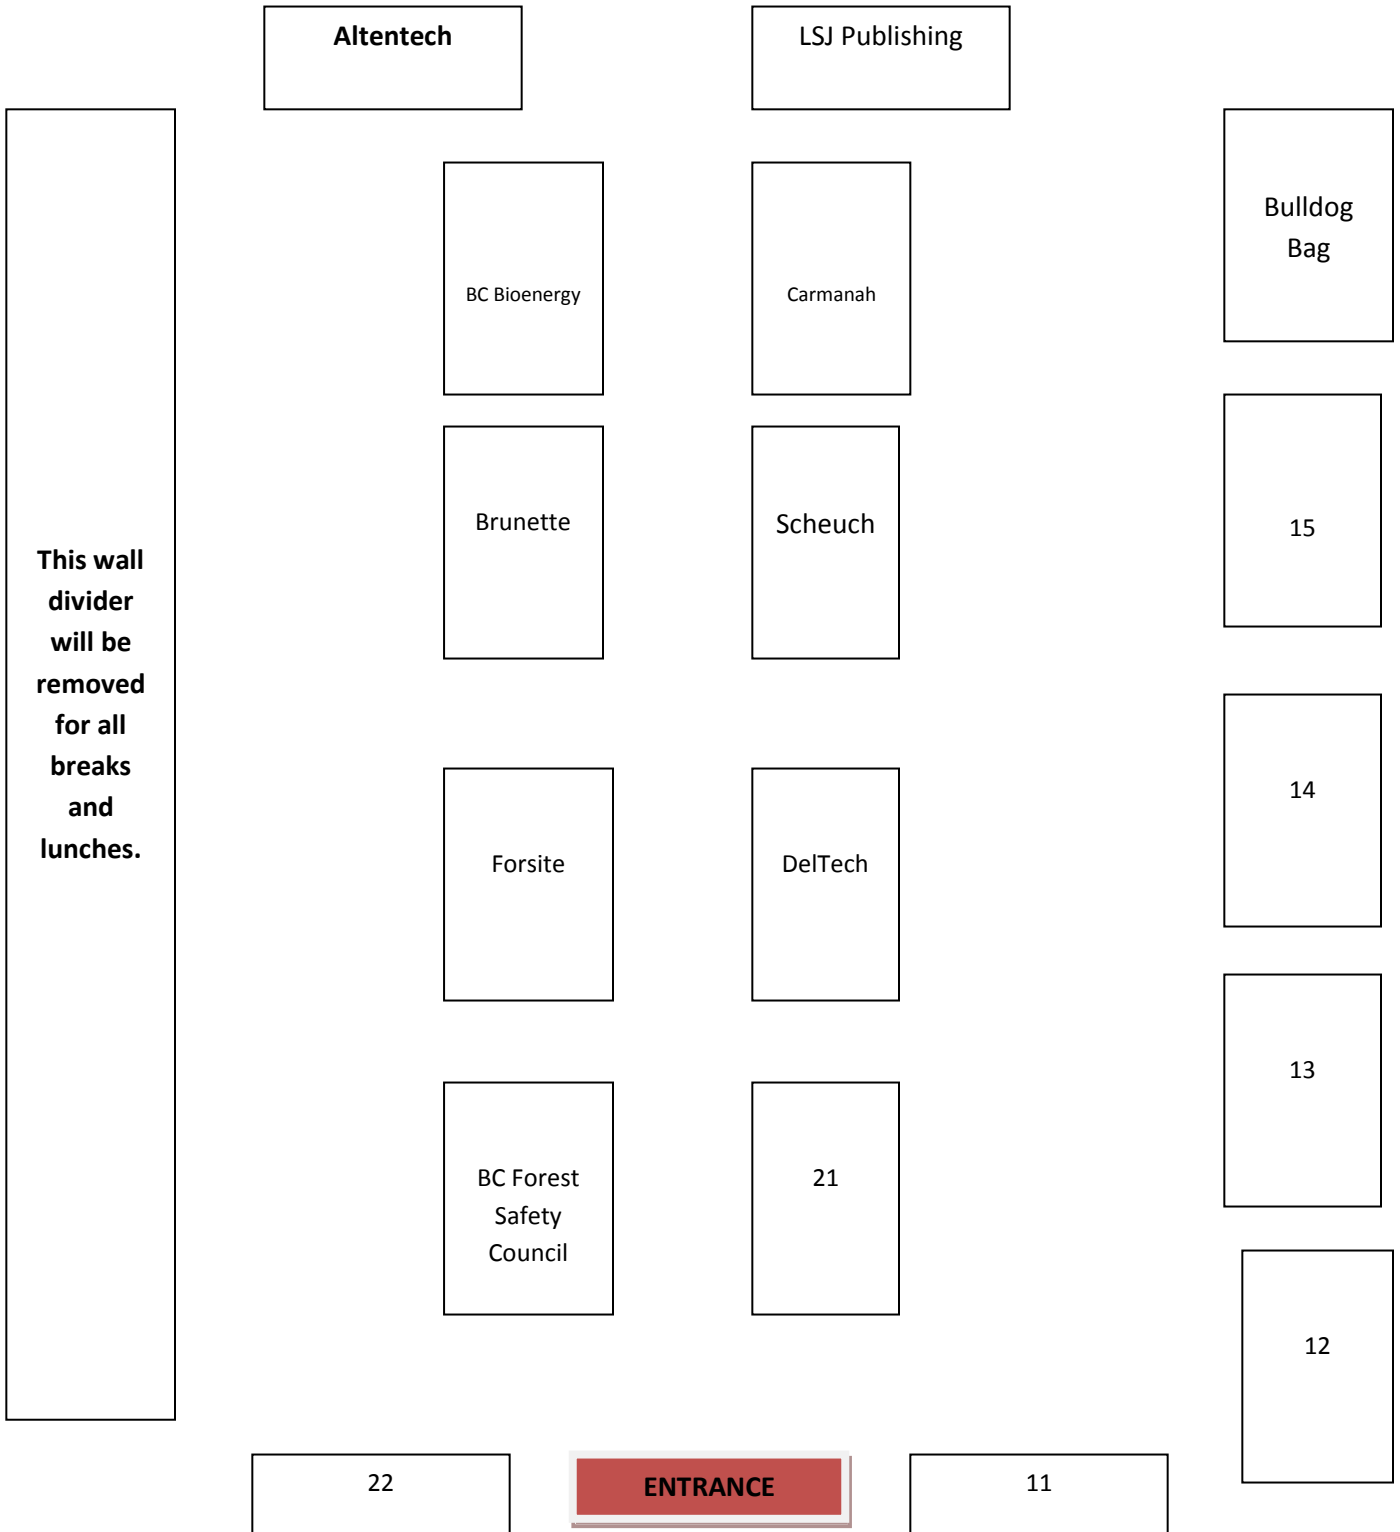 Altentech
LSJ Publishing
Bulldog
Bag
BC Bioenergy
Carmanah
Brunette
Scheuch
15
This wall
divider
will be
removed
for all
breaks
and
lunches.
14
Forsite
DelTech
13
BC Forest
Safety
Council
21
12
22
ENTRANCE
11